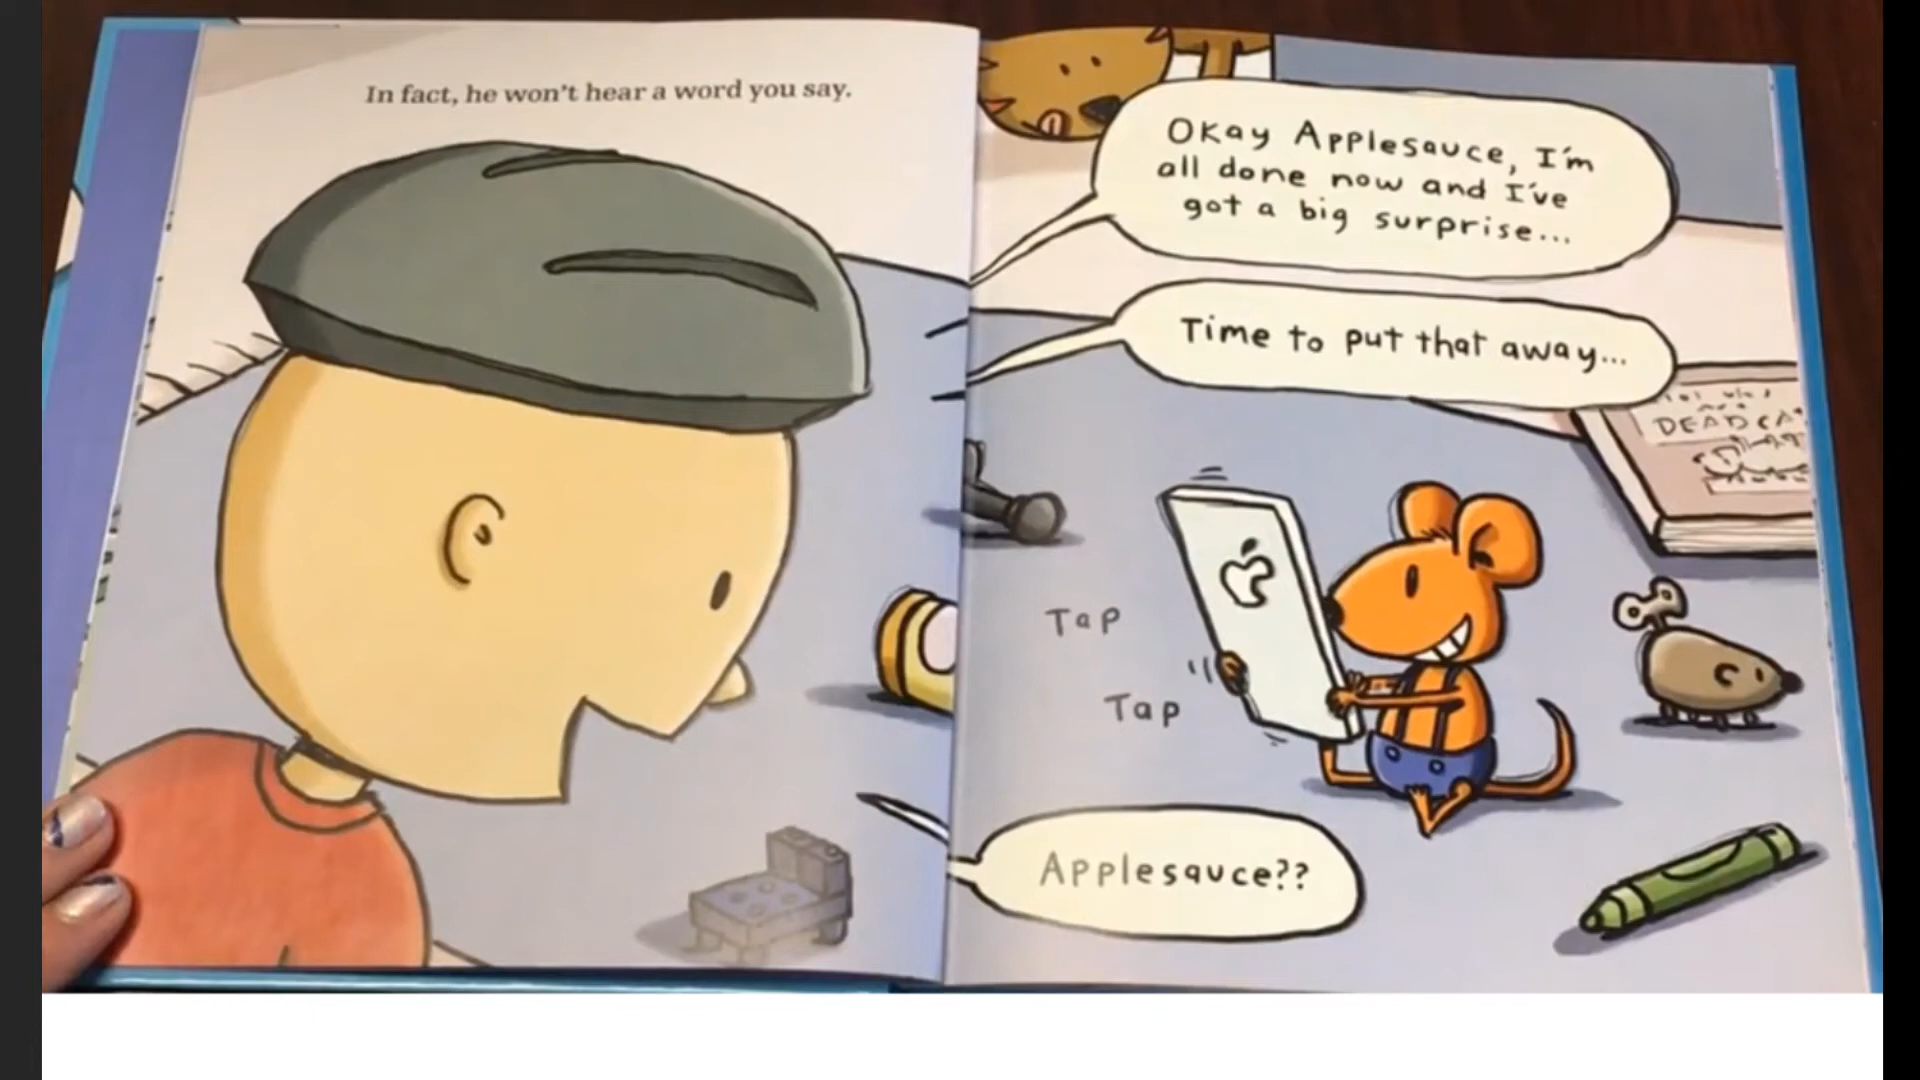 In fact, he won't hear a word you say.
Okay Applesauce, I'm
all done now and I've
got a big surprise...
Time to put that away...
DEAD
Tap
Tap
Applesauce??